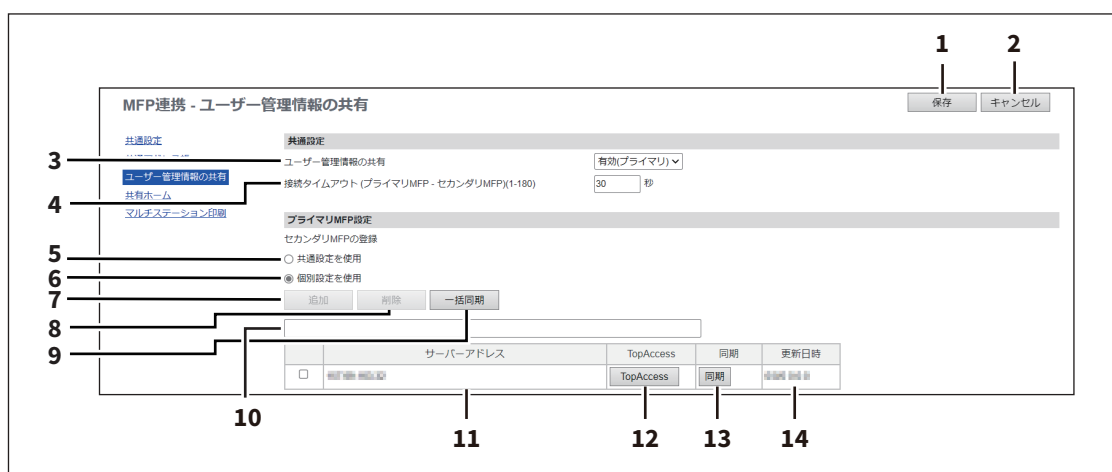 1 2
MFP連携 - ユーザー管理情報の共有
保存 キャンセル
共通設定
ユーザー管理情報の共有
共有ホーム
マルチステーション印刷
共通設定
3 ユーザー管理情報の共有 有効(プライマリ)
4 接続タイムアウト (プライマリMFP - セカンダリMFP)(1-180) 30 秒
プライマリMFP設定
セカンダリMFPの登録
5 共通設定を使用
6 個別設定を使用
7 追加 削除 一括同期
8
9
サーバーアドレス TopAccess 同期 更新日時
TopAccess 同期
10 11 12 13 14